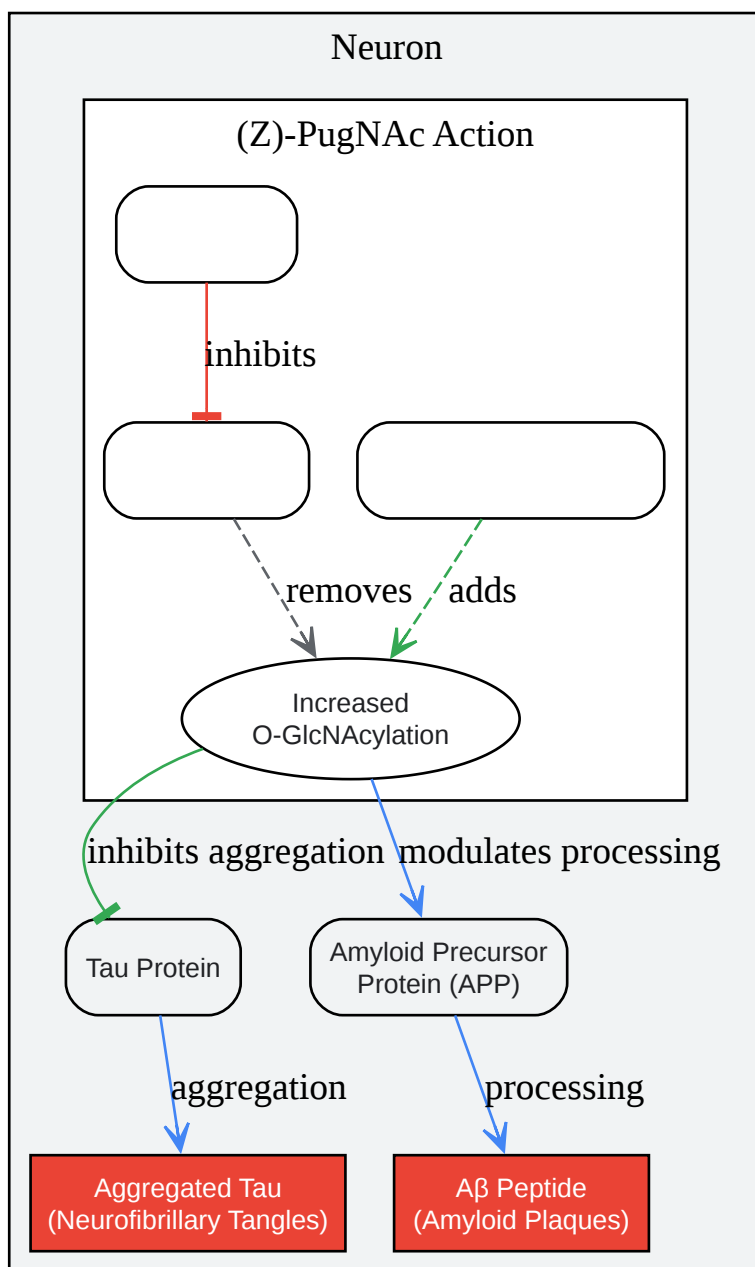 Neuron
(Z)-PugNAc Action
inhibits
removes
adds
Increased
O-GlcNAcylation
inhibits aggregation
modulates processing
Tau Protein
Amyloid Precursor
Protein (APP)
aggregation
processing
Aggregated Tau
(Neurofibrillary Tangles)
Aβ Peptide
(Amyloid Plaques)